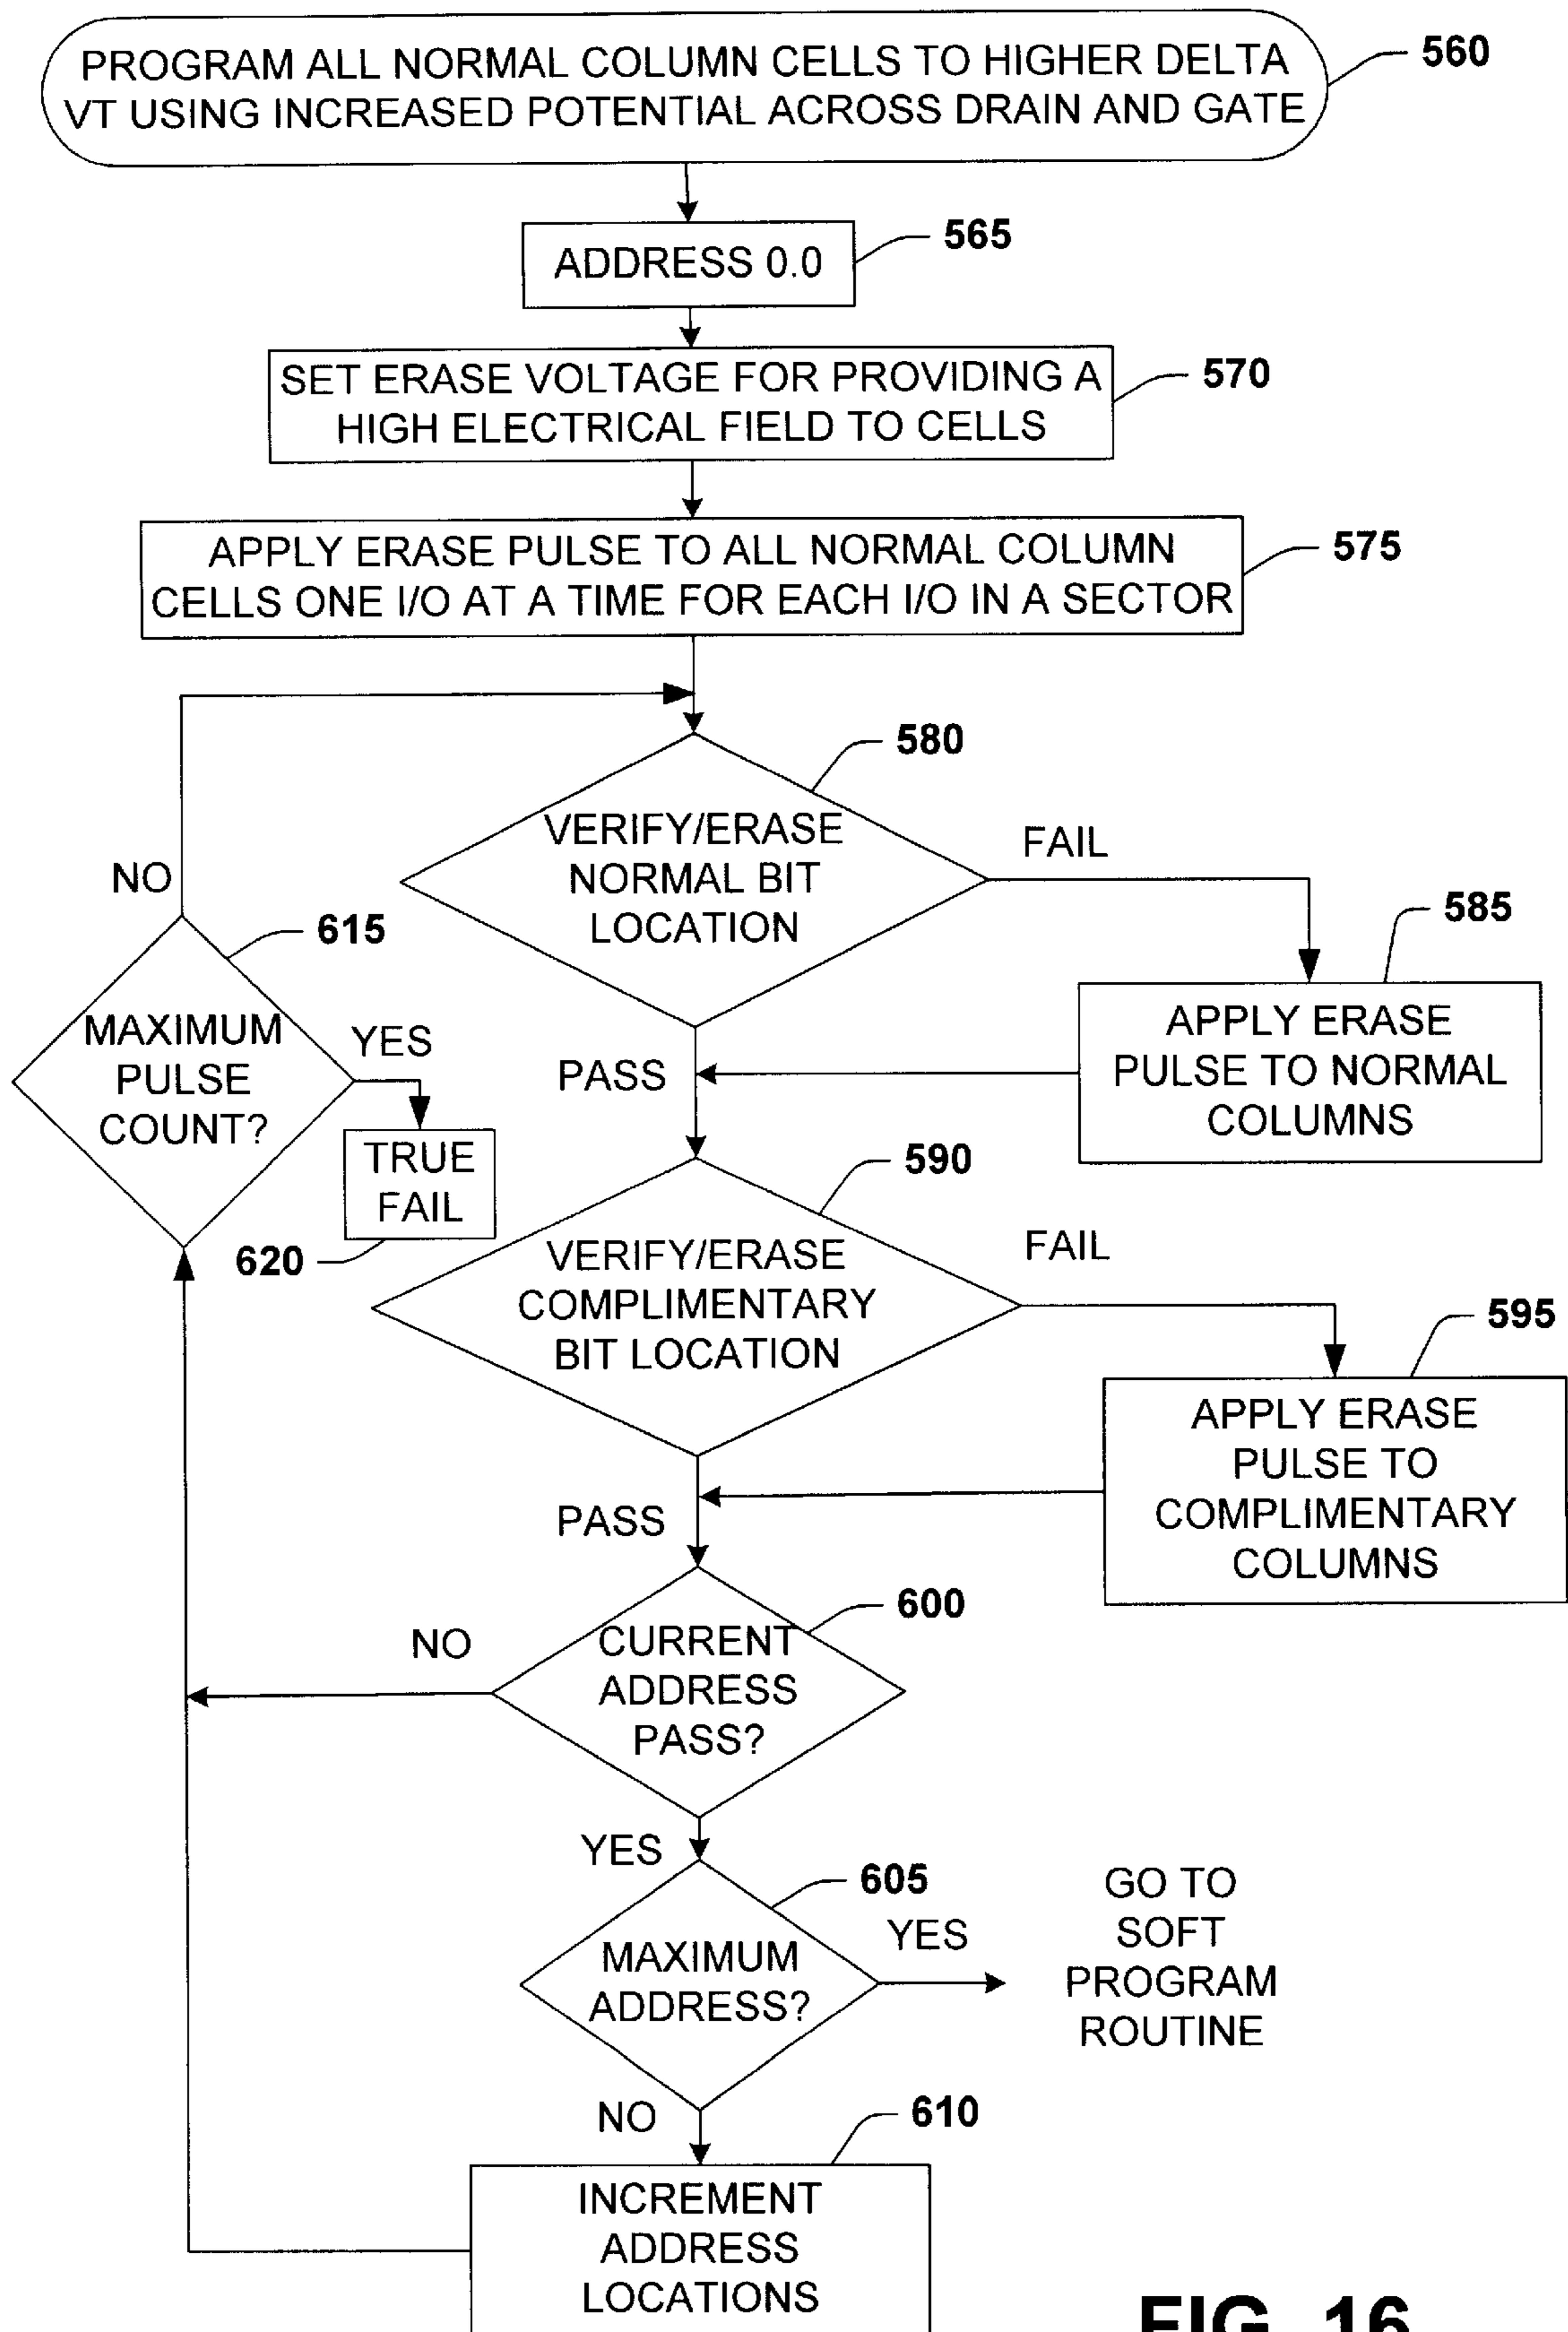 PROGRAM ALL NORMAL COLUMN CELLS TO HIGHER DELTA
VT USING INCREASED POTENTIAL ACROSS DRAIN AND GATE
560
ADDRESS 0.0
565
SET ERASE VOLTAGE FOR PROVIDING A
HIGH ELECTRICAL FIELD TO CELLS
570
APPLY ERASE PULSE TO ALL NORMAL COLUMN
CELLS ONE I/O AT A TIME FOR EACH I/O IN A SECTOR
575
VERIFY/ERASE
NORMAL BIT
LOCATION
580
FAIL
APPLY ERASE
PULSE TO NORMAL
COLUMNS
585
PASS
NO
MAXIMUM
PULSE
COUNT?
615
YES
TRUE
FAIL
620
VERIFY/ERASE
COMPLIMENTARY
BIT LOCATION
590
FAIL
APPLY ERASE
PULSE TO
COMPLIMENTARY
COLUMNS
595
PASS
CURRENT
ADDRESS
PASS?
600
NO
YES
MAXIMUM
ADDRESS?
605
YES
GO TO
SOFT
PROGRAM
ROUTINE
NO
INCREMENT
ADDRESS
LOCATIONS
610
FIG. 16